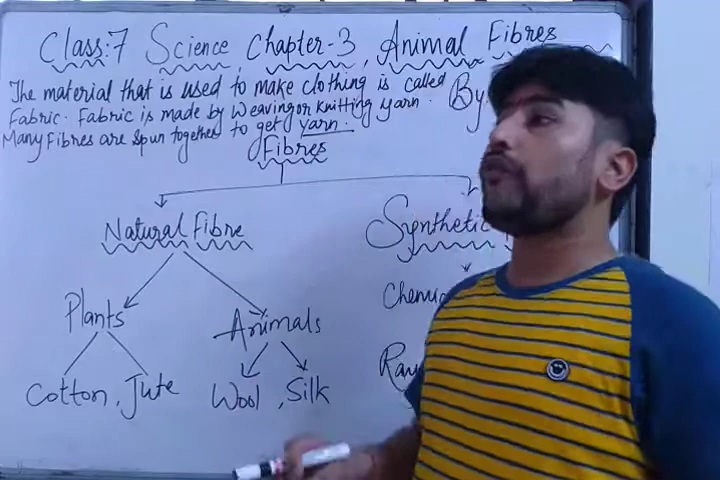 Class:7 Science Chapter-3, Animal Fibres
The material that is used to make clothing is called
Fabric. Fabric is made by Weaving or knitting yarn.
Many Fibres are spun together to get yarn.
By
Fibres
Natural Fibre
Synthetic
Plants
Animals
Cotton, Jute
Wool, Silk